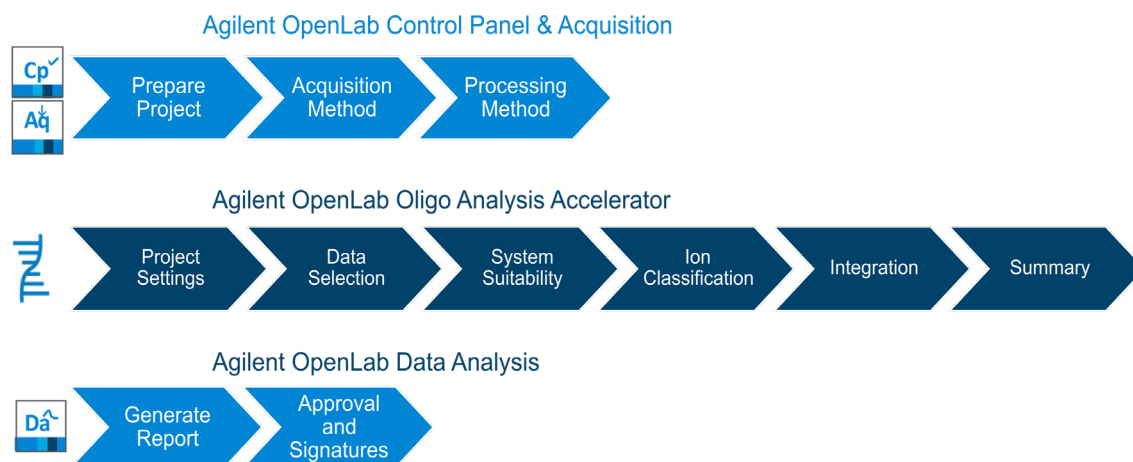 Agilent OpenLab Control Panel & Acquisition
Cp
Aq
Prepare
Project
Acquisition
Method
Processing
Method
Agilent OpenLab Oligo Analysis Accelerator
Project
Settings
Data
Selection
System
Suitability
Ion
Classification
Integration
Summary
Agilent OpenLab Data Analysis
Da
Generate
Report
Approval
and
Signatures